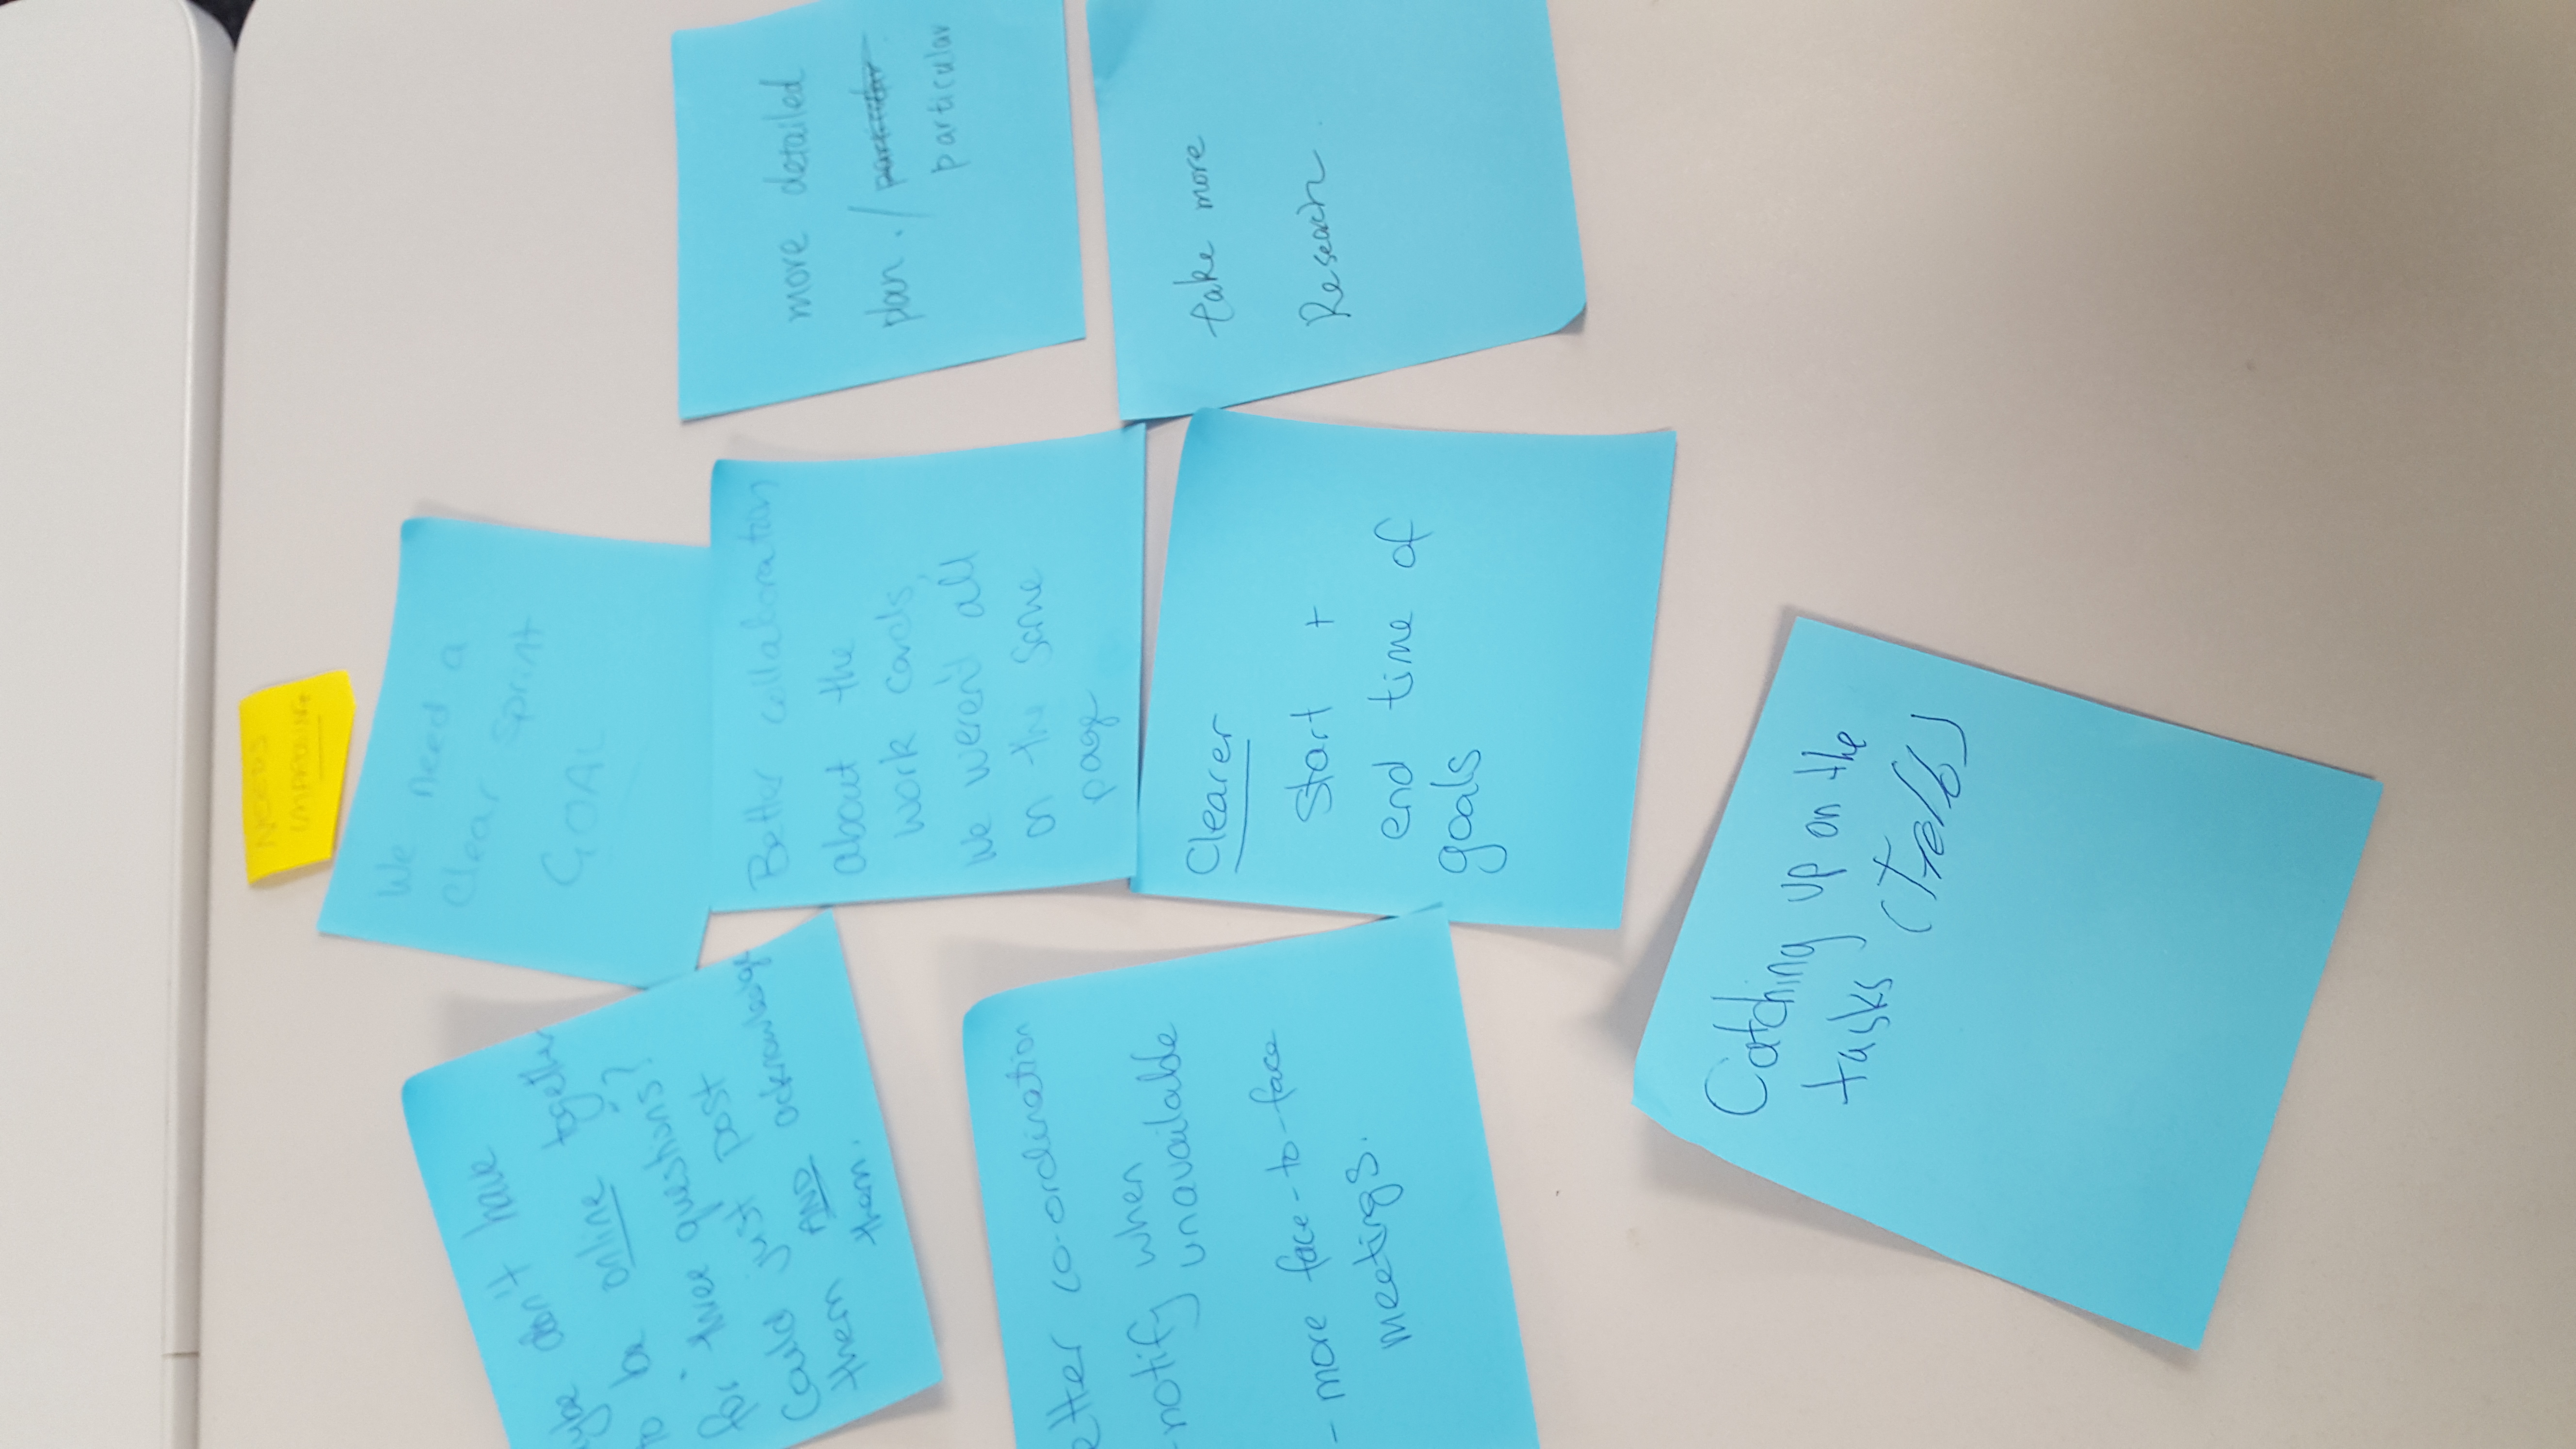 NEEDS
IMPROVING
We need a
clear sprint
GOAL
aybe don't have
to be online together
for "three questions"?
Could just post
them AND acknowledge
them.
Better collaboration
about the
work cards,
we weren't all
on the same
page
more detailed
plan . / particular
particular
etter co-ordination
- notify when
unavailable
- more face-to-face
meetings.
Clearer
Start +
end time of
goals
take more
Research .
Catching up on the
tasks (Trello)